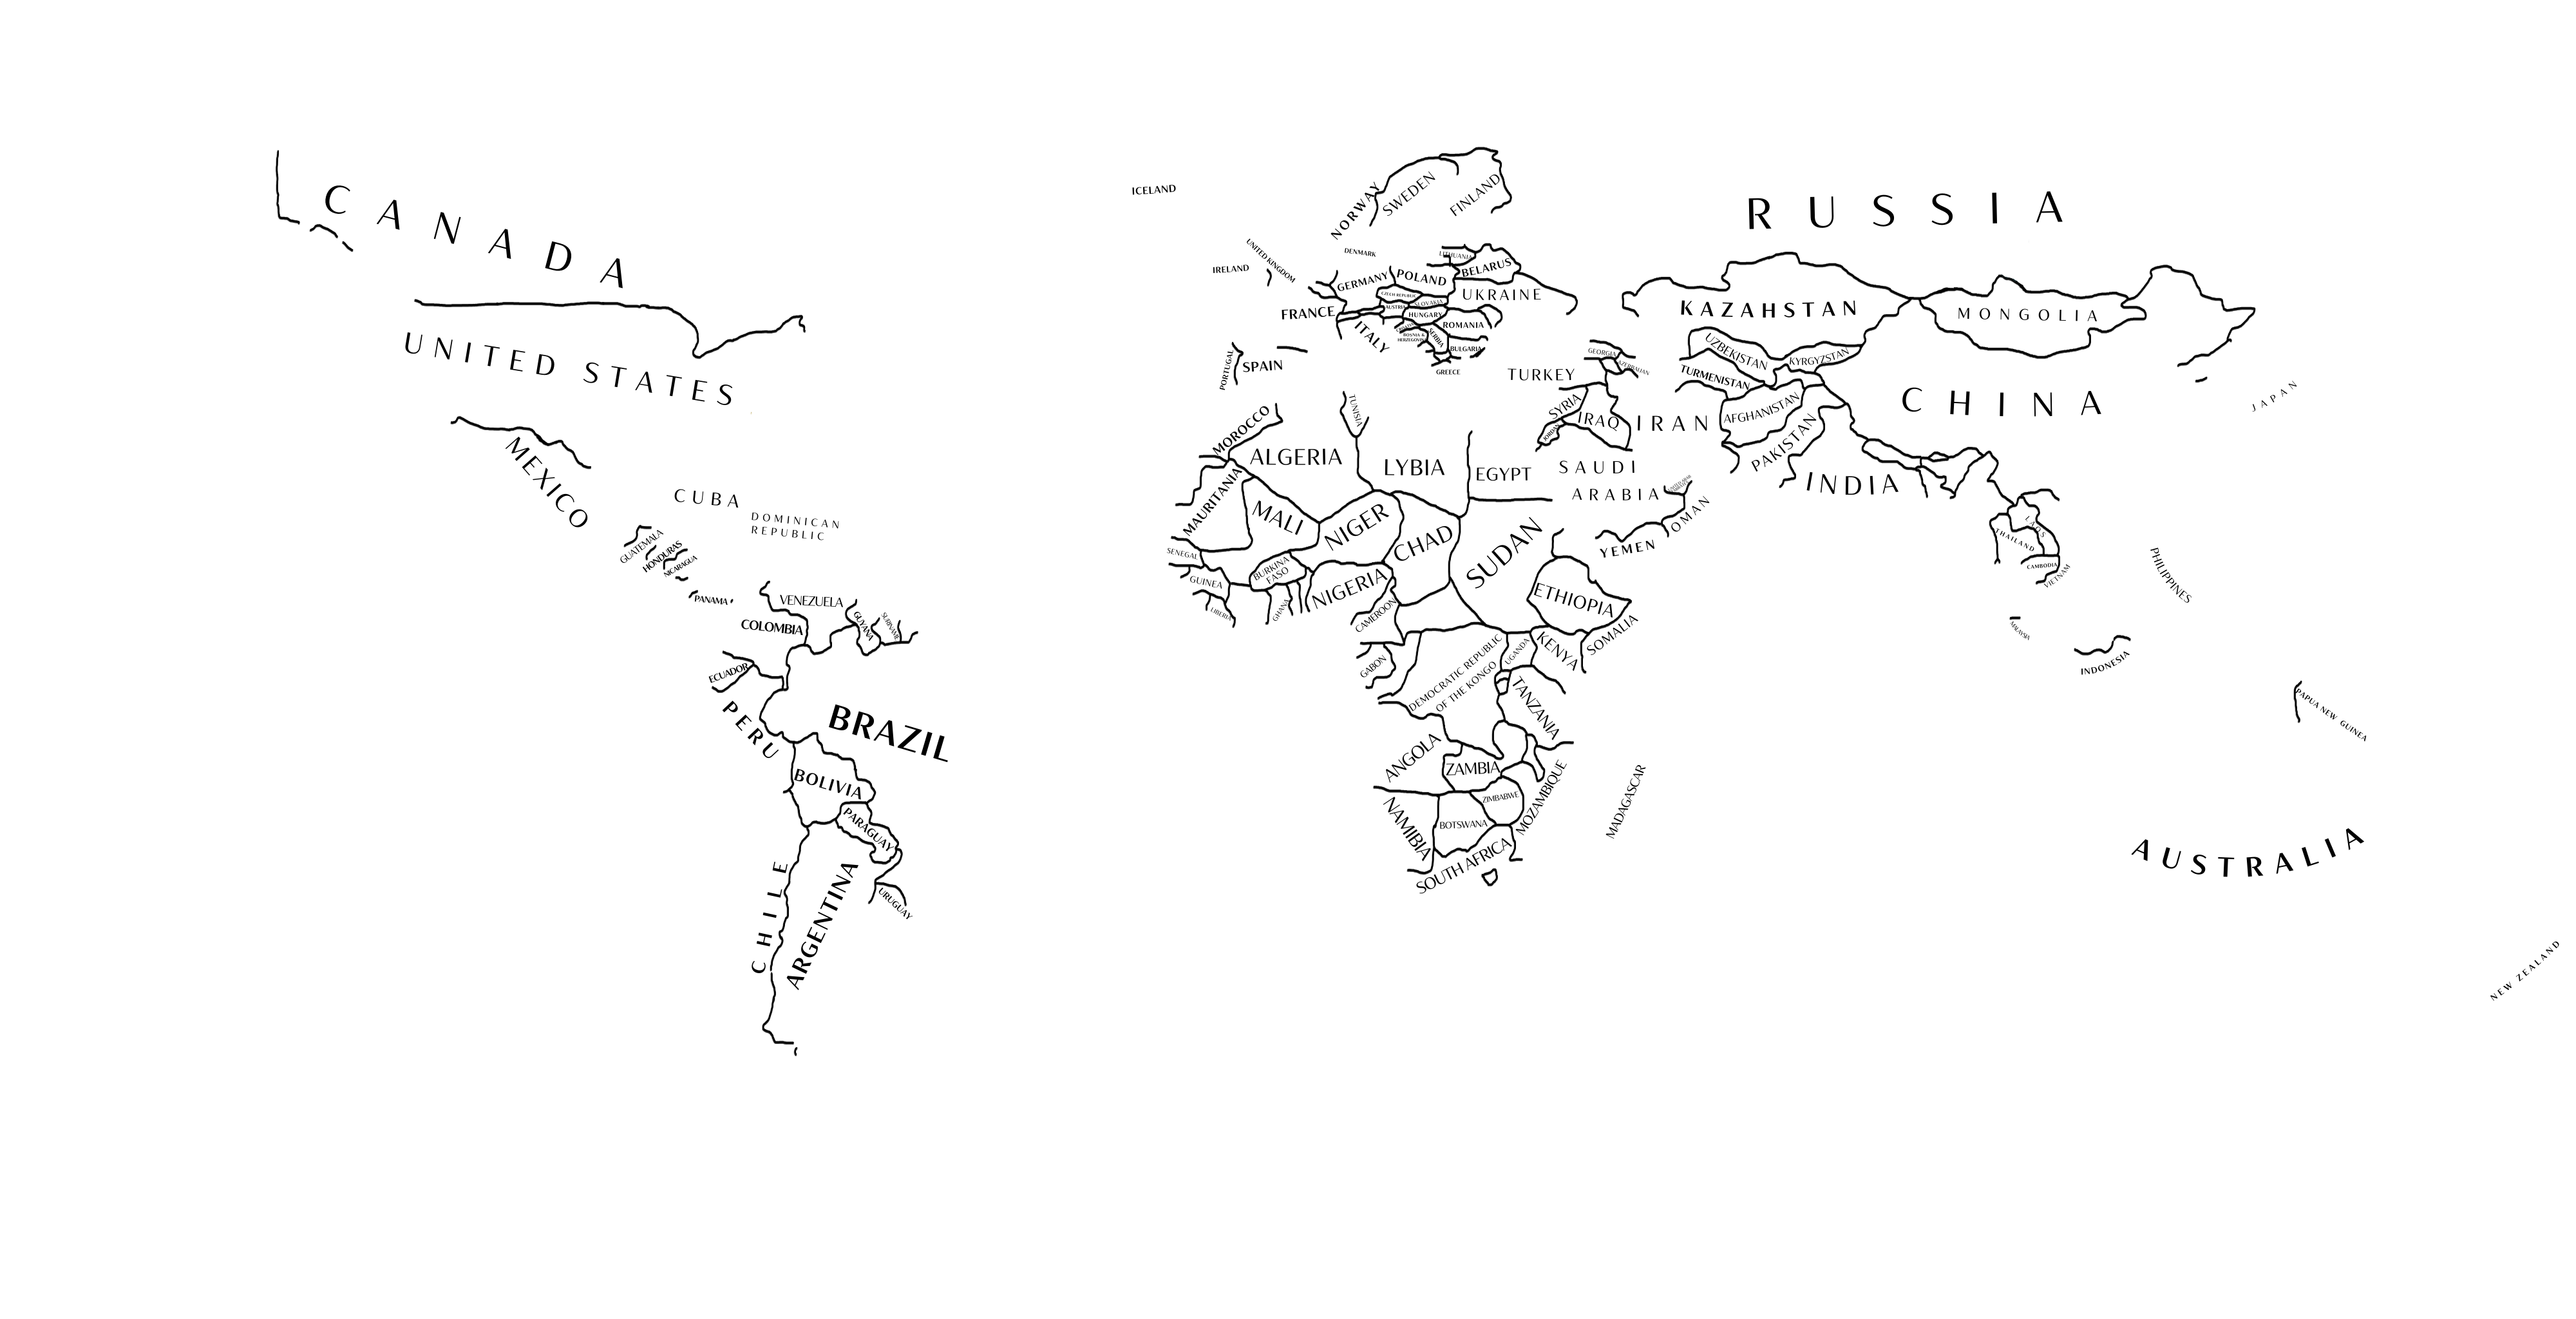 CANADA
UNITED STATES
MEXICO
CUBA
DOMINICAN
REPUBLIC
GUATEMALA
HONDURAS
NICARAGUA
PANAMA
VENEZUELA
COLOMBIA
GUYANA
SURINAME
ECUADOR
PERU
BRAZIL
BOLIVIA
PARAGUAY
CHILE
ARGENTINA
URUGUAY
ICELAND
NORWAY
SWEDEN
FINLAND
UNITED KINGDOM
IRELAND
DENMARK
LITHUANIA
BELARUS
GERMANY
POLAND
UKRAINE
CZECH REPUBLIC
SLOVAKIA
AUSTRIA
FRANCE
HUNGARY
ROMANIA
ITALY
BOSNIA &
HERZEGOVINA
SERBIA
BULGARIA
GREECE
PORTUGAL
SPAIN
RUSSIA
KAZAHSTAN
MONGOLIA
GEORGIA
AZERBAIJAN
UZBEKISTAN
KYRGYZSTAN
TURMENISTAN
TURKEY
SYRIA
IRAQ
JORDAN
IRAN
AFGHANISTAN
PAKISTAN
CHINA
JAPAN
INDIA
SAUDI
ARABIA
OMAN
YEMEN
MOROCCO
TUNISIA
ALGERIA
LYBIA
EGYPT
MAURITANIA
MALI
NIGER
CHAD
SUDAN
SENEGAL
GUINEA
LIBERIA
BURKINA
FASO
GHANA
NIGERIA
CAMEROON
ETHIOPIA
SOMALIA
GABON
DEMOCRATIC REPUBLIC
OF THE KONGO
UGANDA
KENYA
TANZANIA
ANGOLA
ZAMBIA
MOZAMBIQUE
ZIMBABWE
NAMIBIA
BOTSWANA
SOUTH AFRICA
MADAGASCAR
LAOS
THAILAND
CAMBODIA
VIETNAM
PHILIPPINES
MALAYSIA
INDONESIA
PAPUA NEW GUINEA
AUSTRALIA
NEW ZEALAND